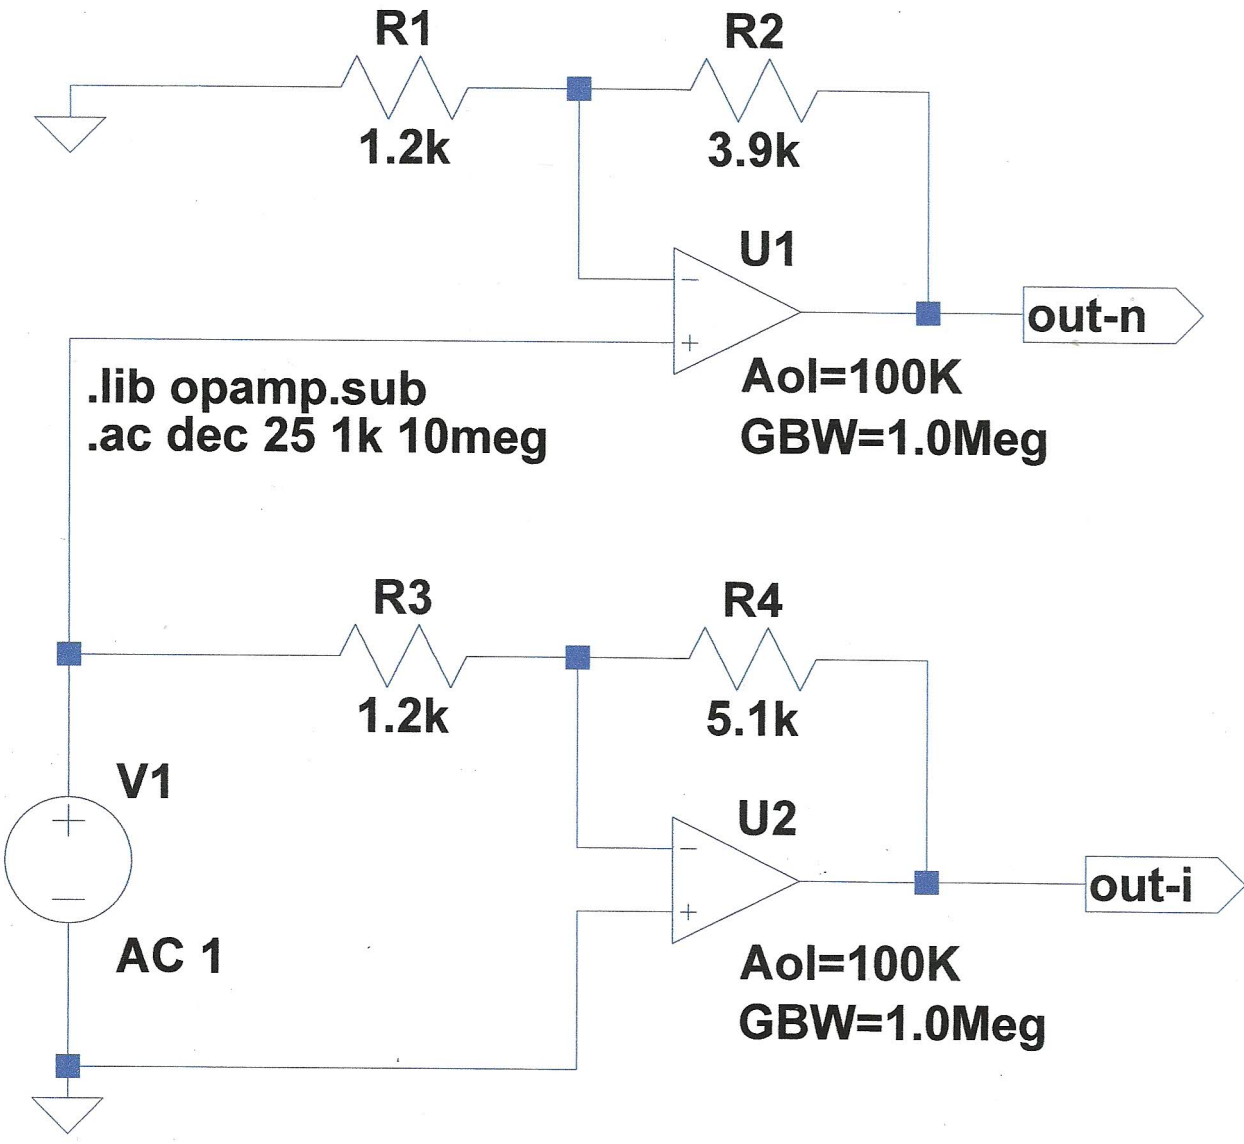 R1
R2
1.2k
3.9k
U1
out-n
Aol=100K
GBW=1.0Meg
.lib opamp.sub
.ac dec 25 1k 10meg
R3
R4
1.2k
5.1k
V1
U2
out-i
AC 1
Aol=100K
GBW=1.0Meg